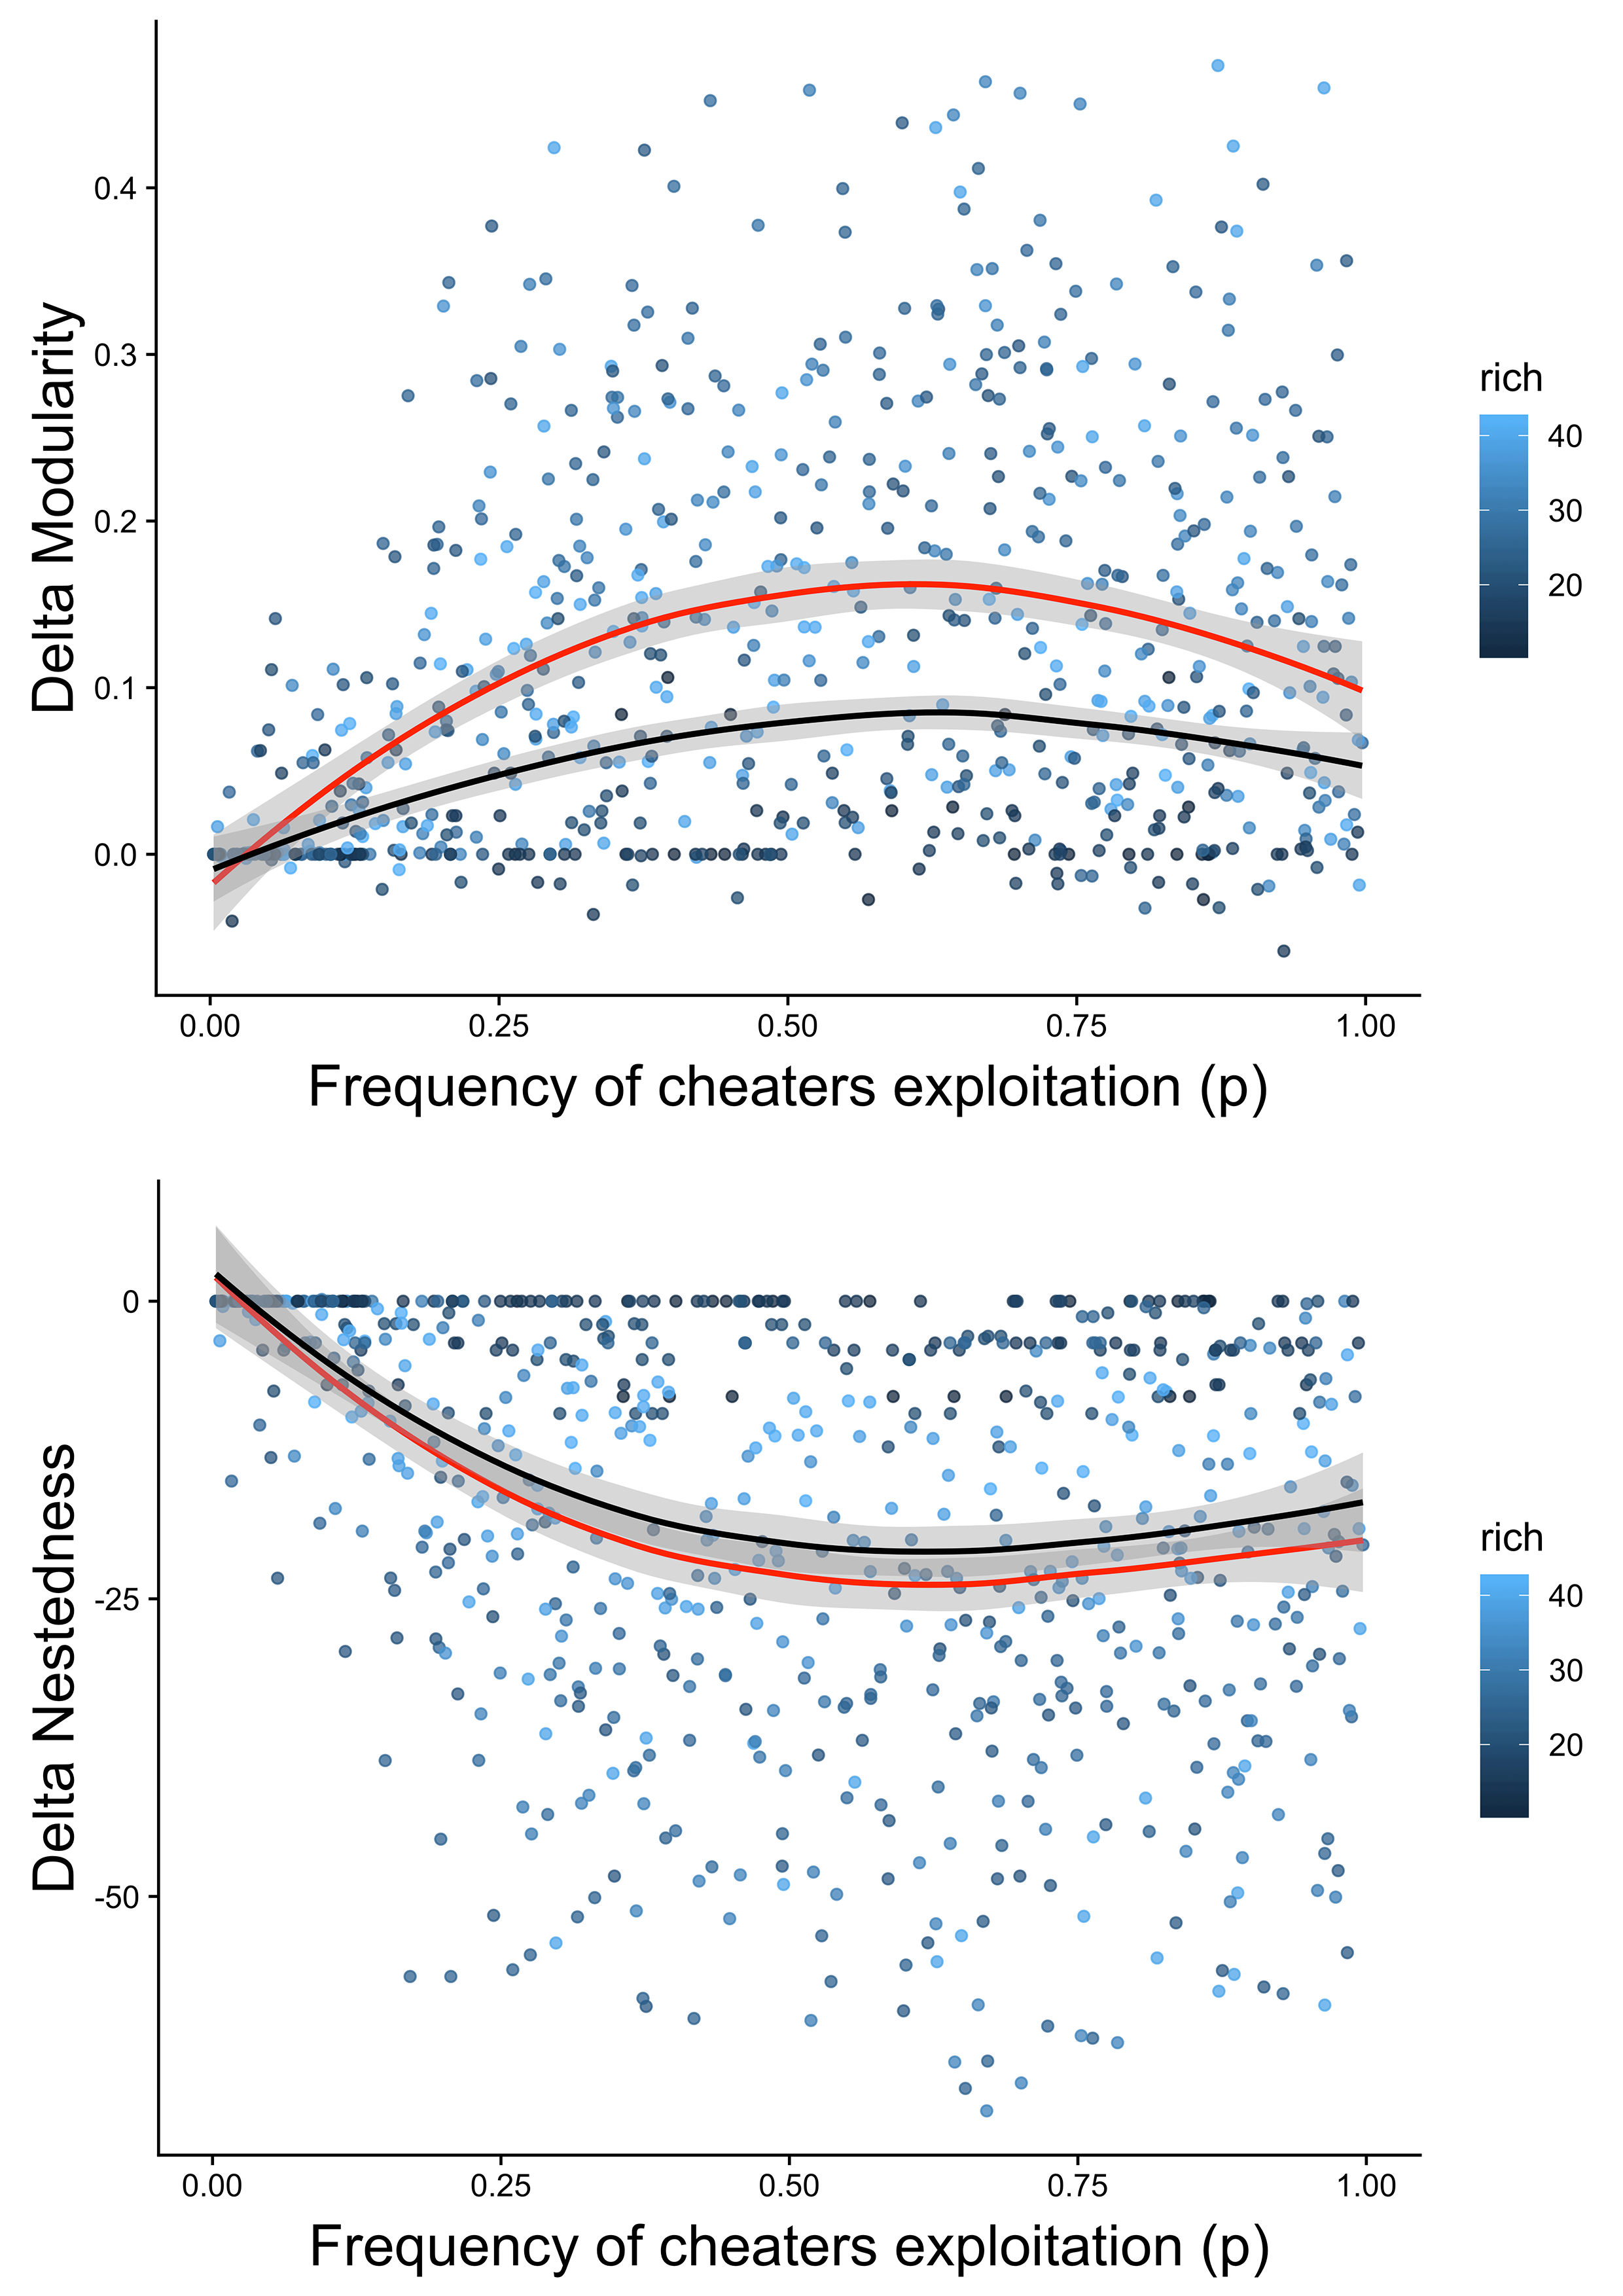 Delta Modularity
0.4
0.3
0.2
0.1
0.0
0.00 0.25 0.50 0.75 1.00
Frequency of cheaters exploitation (p)
rich
40
30
20
Delta Nestedness
0
-25
-50
0.00 0.25 0.50 0.75 1.00
Frequency of cheaters exploitation (p)
rich
40
30
20